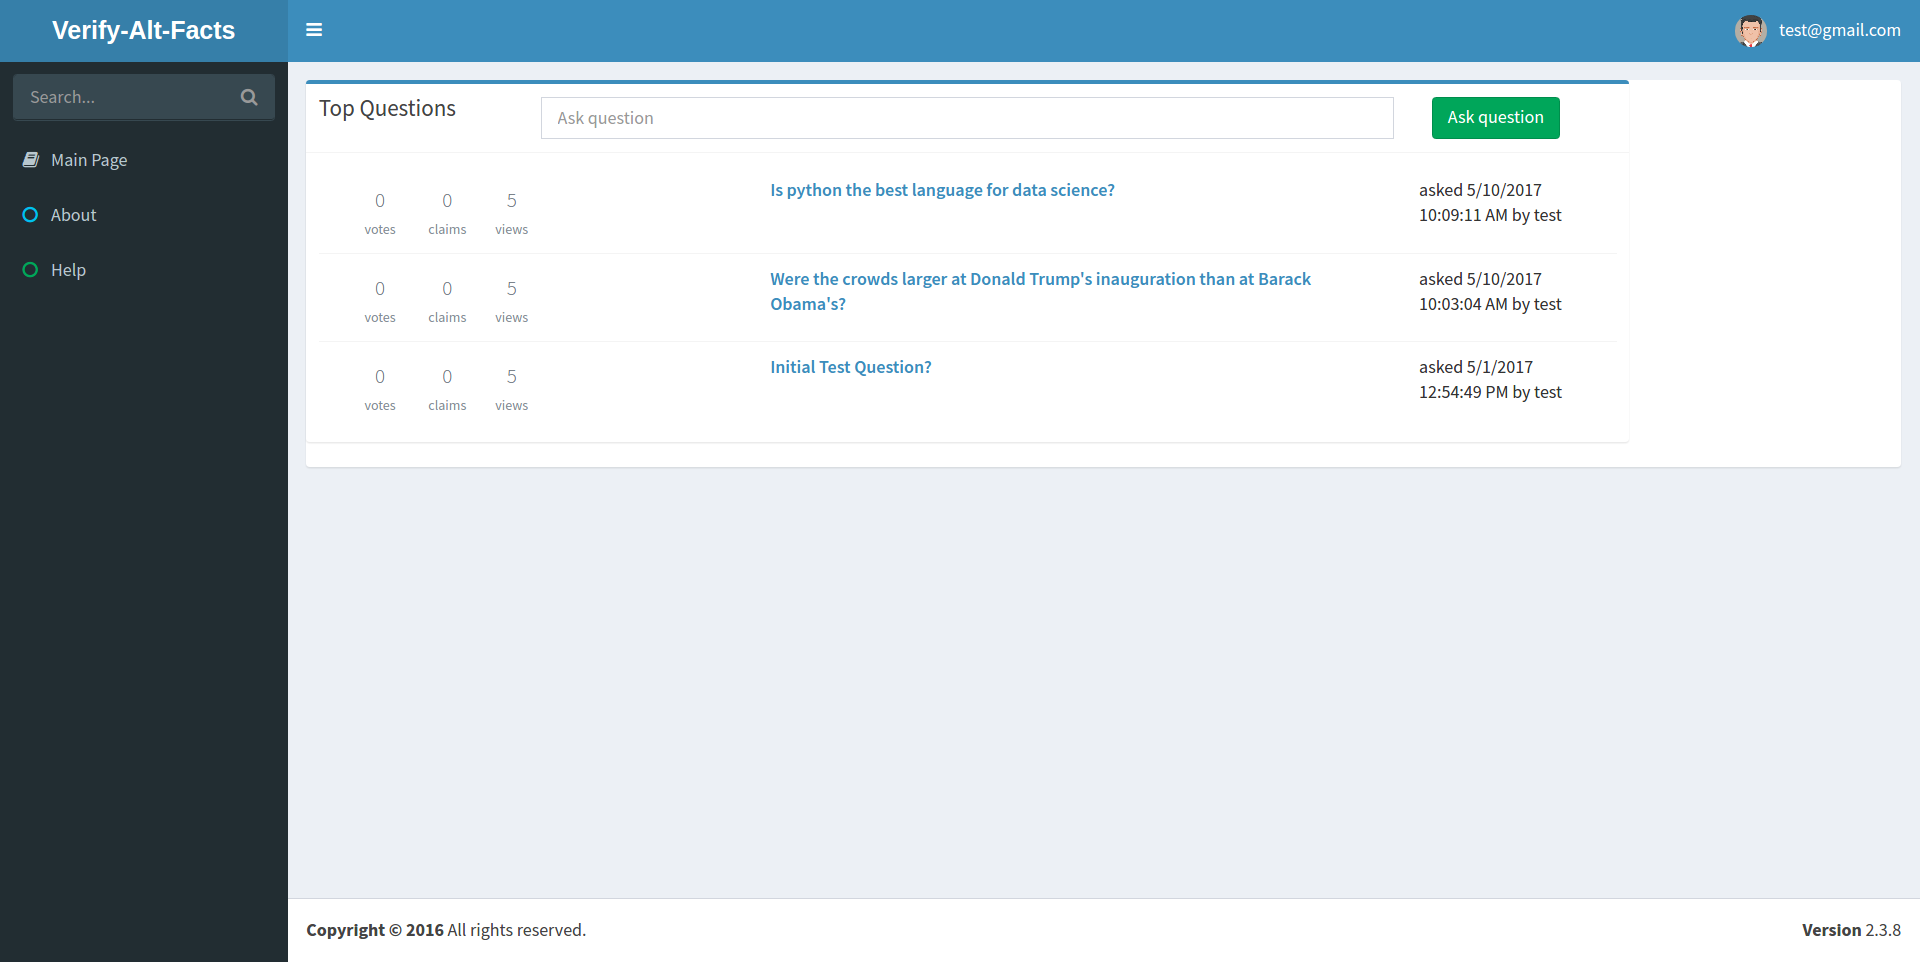 Verify-Alt-Facts
test@gmail.com
Search...
Main Page
About
Help
Top Questions
Ask question
Ask question
0 0 5
votes claims views
Is python the best language for data science?
asked 5/10/2017
10:09:11 AM by test
0 0 5
votes claims views
Were the crowds larger at Donald Trump's inauguration than at Barack
Obama's?
asked 5/10/2017
10:03:04 AM by test
0 0 5
votes claims views
Initial Test Question?
asked 5/1/2017
12:54:49 PM by test
Copyright © 2016 All rights reserved.
Version 2.3.8